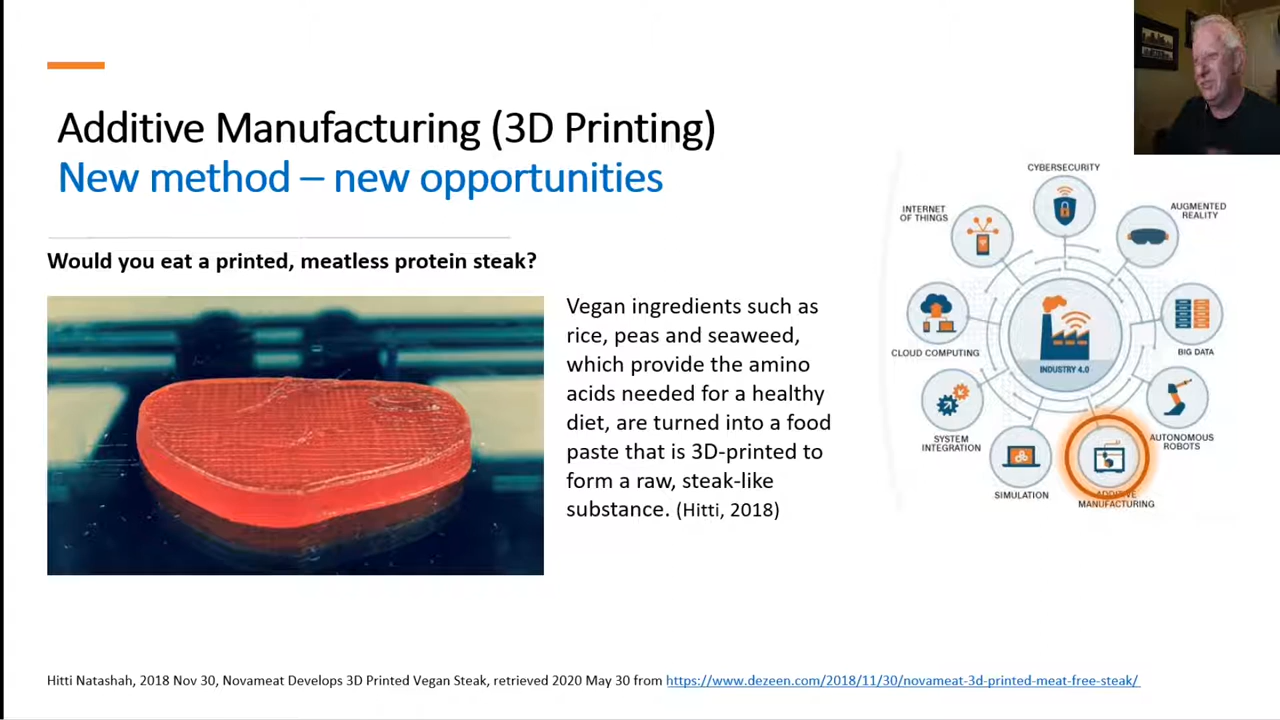 Additive Manufacturing (3D Printing)
New method – new opportunities
Would you eat a printed, meatless protein steak?
Vegan ingredients such as
rice, peas and seaweed,
which provide the amino
acids needed for a healthy
diet, are turned into a food
paste that is 3D-printed to
form a raw, steak-like
substance. (Hitti, 2018)
CYBERSECURITY
INTERNET
OF THINGS
AUGMENTED
REALITY
CLOUD COMPUTING
BIG DATA
INDUSTRY 4.0
SYSTEM
INTEGRATION
AUTONOMOUS
ROBOTS
SIMULATION
ADDITIVE
MANUFACTURING
Hitti Natashah, 2018 Nov 30, Novameat Develops 3D Printed Vegan Steak, retrieved 2020 May 30 from https://www.dezeen.com/2018/11/30/novameat-3d-printed-meat-free-steak/